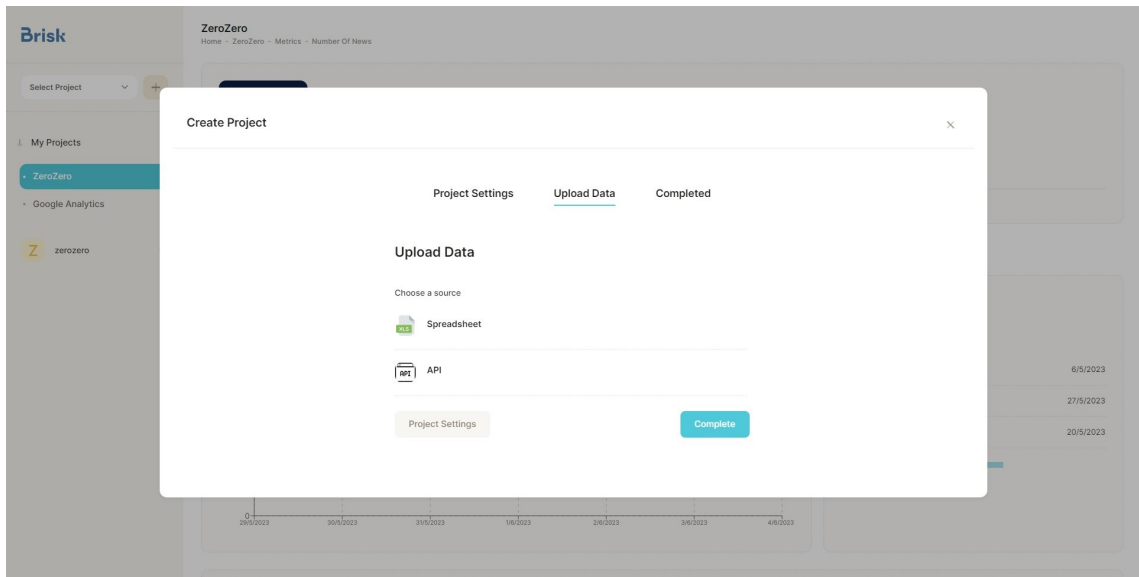 Brisk
ZeroZero
Home - ZeroZero - Metrics - Number Of News
Select Project
+
My Projects
ZeroZero
Google Analytics
Z zerozero
Create Project
Project Settings Upload Data Completed
Upload Data
Choose a source
XLS Spreadsheet
API API
Project Settings Complete
6/5/2023
27/5/2023
20/5/2023
0
28/5/2023 30/5/2023 31/5/2023 1/6/2023 2/6/2023 3/6/2023 4/6/2023